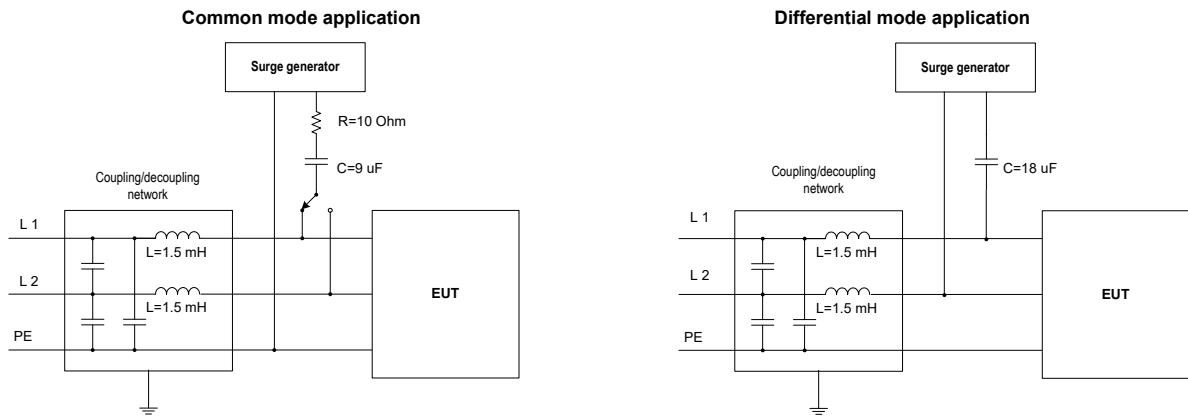 Common mode application
Surge generator
R=10 Ohm
C=9 uF
Coupling/decoupling
network
L 1
L=1.5 mH
L 2
L=1.5 mH
EUT
PE
Differential mode application
Surge generator
C=18 uF
Coupling/decoupling
network
L 1
L=1.5 mH
L 2
L=1.5 mH
EUT
PE